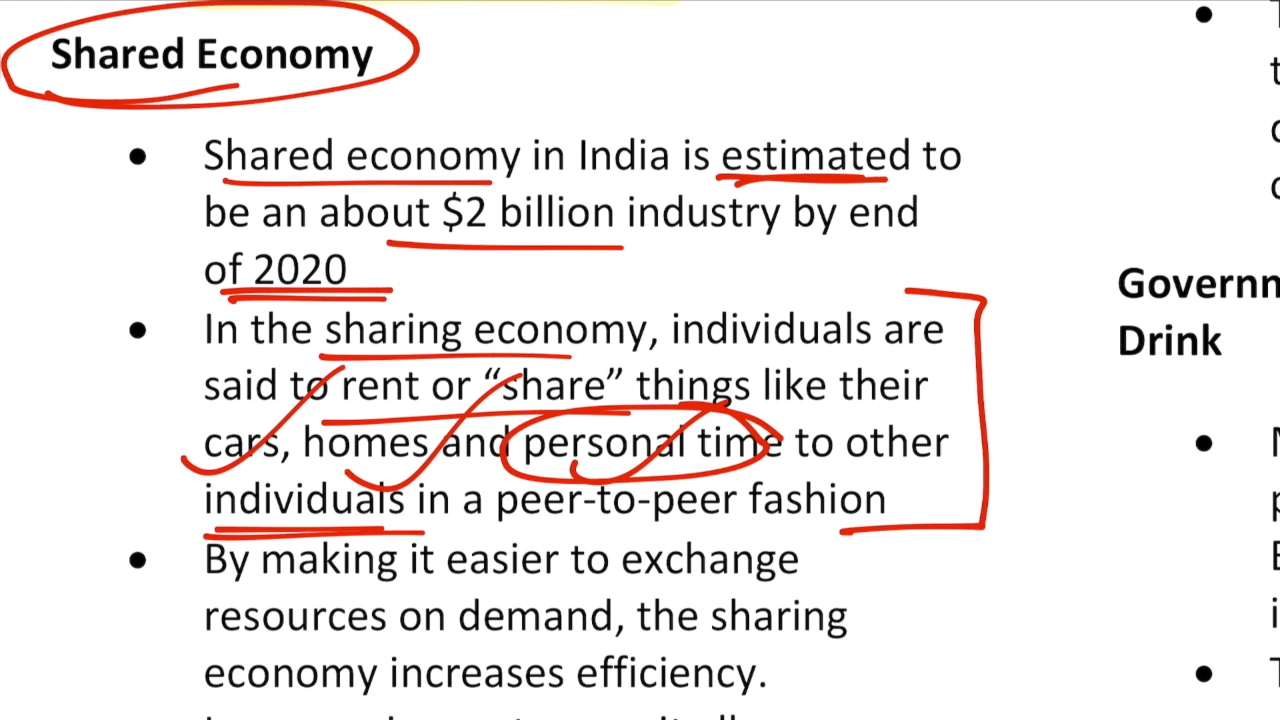 Shared Economy
Shared economy in India is estimated to
be an about $2 billion industry by end
of 2020
In the sharing economy, individuals are
said to rent or “share” things like their
cars, homes and personal time to other
individuals in a peer-to-peer fashion
By making it easier to exchange
resources on demand, the sharing
economy increases efficiency.
Drink